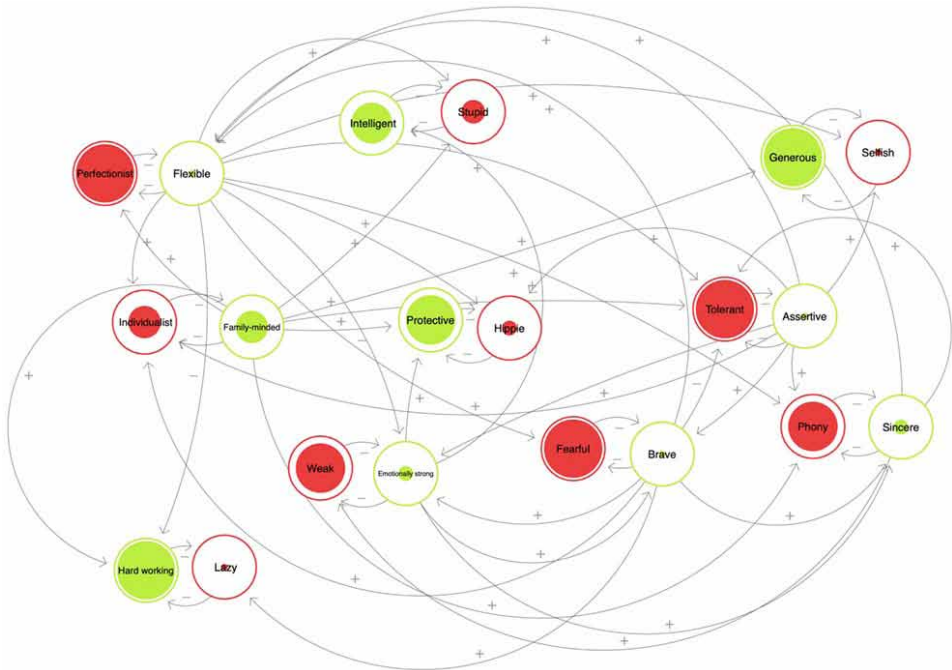 Stupid
Intelligent
Generous
Selfish
Perfectionist
Flexible
Individualist
Family-minded
Protective
Hippie
Tolerant
Assertive
Phony
Sincere
Weak
Emotionally strong
Fearful
Brave
Hard working
Lazy